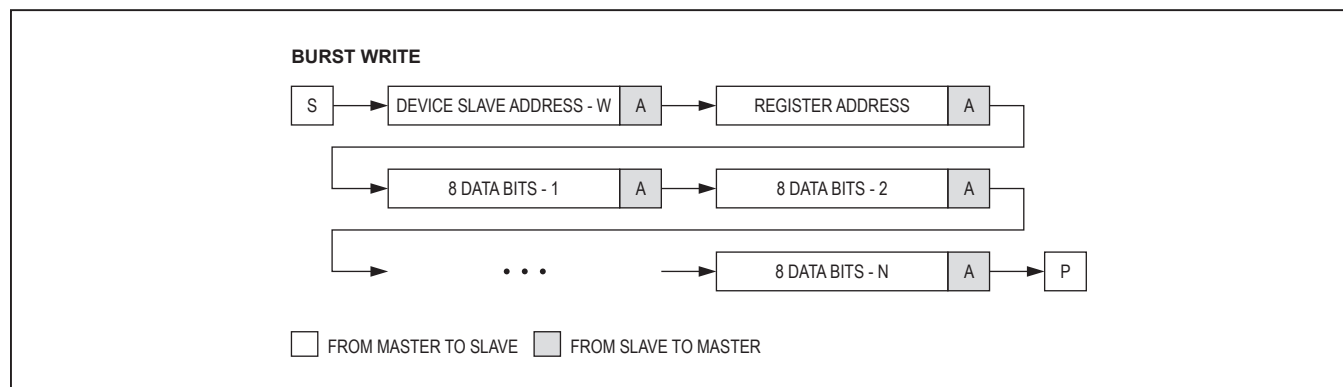 BURST WRITE
S DEVICE SLAVE ADDRESS - W A REGISTER ADDRESS A
8 DATA BITS - 1 A 8 DATA BITS - 2 A
• • • 8 DATA BITS - N A P
FROM MASTER TO SLAVE FROM SLAVE TO MASTER